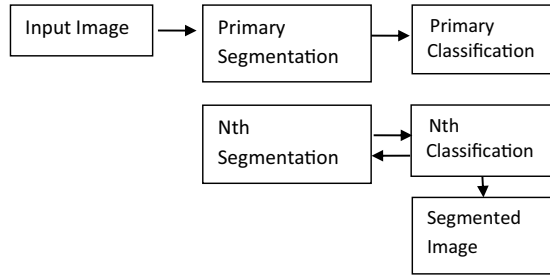 Input Image
Primary
Segmentation
Primary
Classification
Nth
Segmentation
Nth
Classification
Segmented
Image